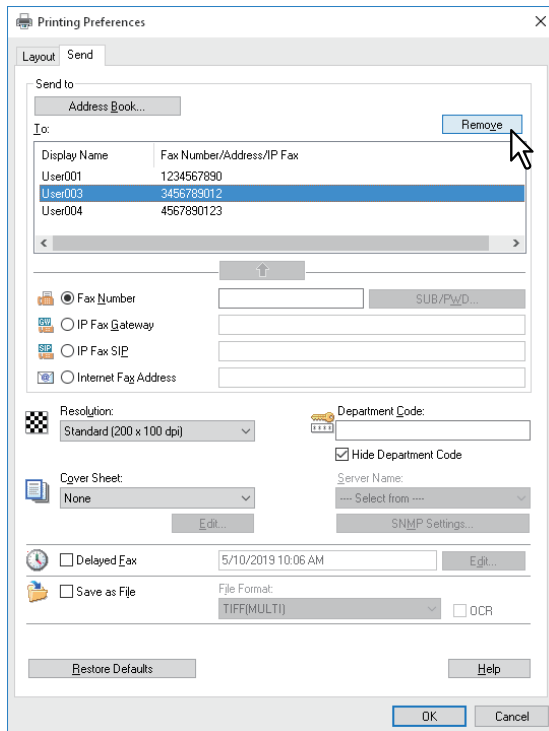 Printing Preferences
Layout Send
Send to
Address Book...
Remove
To:
Display Name Fax Number/Address/IP Fax
User001 1234567890
User003 3456789012
User004 4567890123
Fax Number SUB/PWD...
GW IP Fax Gateway
SIP IP Fax SIP
@ Internet Fax Address
Resolution: Department Code:
Standard (200 x 100 dpi)
Hide Department Code
Cover Sheet: Server Name:
None ---- Select from ----
Edit... SNMP Settings...
Delayed Fax 5/10/2019 10:06 AM Edit...
Save as File File Format:
TIFF(MULTI) OCR
Restore Defaults Help
OK Cancel